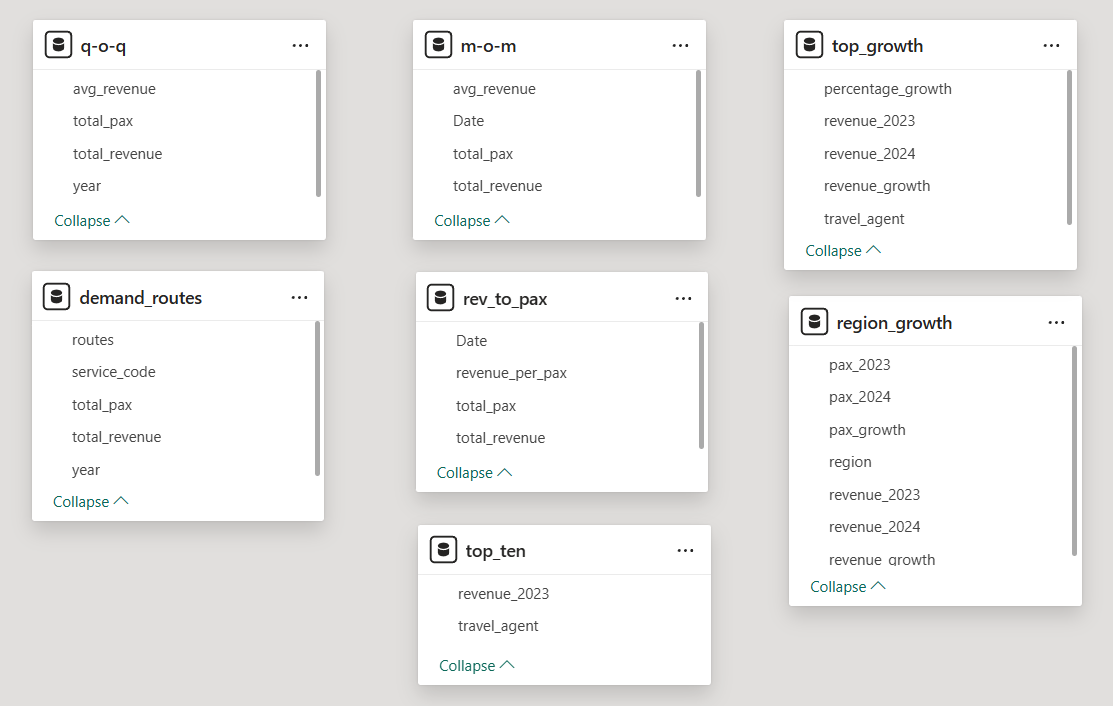 q-o-q
avg_revenue
total_pax
total_revenue
year
Collapse
m-o-m
avg_revenue
Date
total_pax
total_revenue
Collapse
top_growth
percentage_growth
revenue_2023
revenue_2024
revenue_growth
travel_agent
Collapse
demand_routes
routes
service_code
total_pax
total_revenue
year
Collapse
rev_to_pax
Date
revenue_per_pax
total_pax
total_revenue
Collapse
region_growth
pax_2023
pax_2024
pax_growth
region
revenue_2023
revenue_2024
revenue_growth
Collapse
top_ten
revenue_2023
travel_agent
Collapse